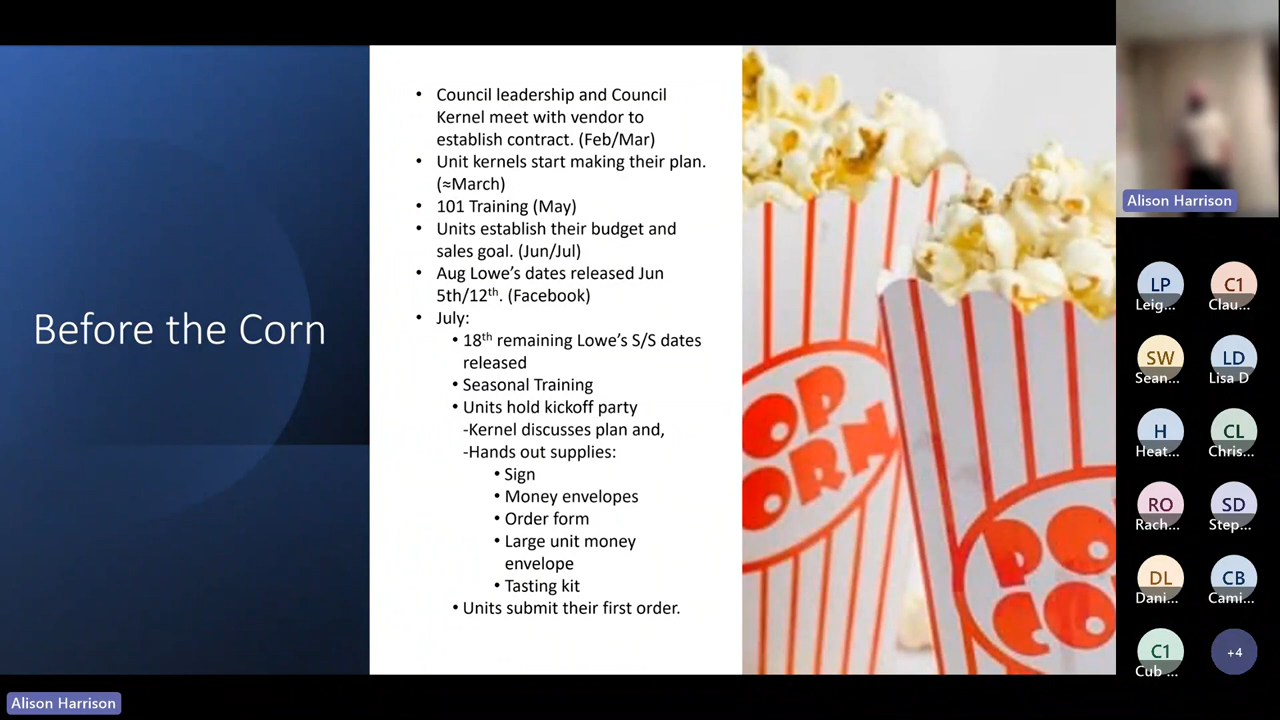 Before the Corn
• Council leadership and Council
Kernel meet with vendor to
establish contract. (Feb/Mar)
• Unit kernels start making their plan.
(≈March)
• 101 Training (May)
• Units establish their budget and
sales goal. (Jun/Jul)
• Aug Lowe’s dates released Jun
5th/12th. (Facebook)
• July:
• 18th remaining Lowe’s S/S dates
released
• Seasonal Training
• Units hold kickoff party
-Kernel discusses plan and,
-Hands out supplies:
• Sign
• Money envelopes
• Order form
• Large unit money
envelope
• Tasting kit
• Units submit their first order.
OP
ORN
PO
CO
Alison Harrison
LP
Leig...
C1
Clau...
SW
Sean...
LD
Lisa D
H
Heat...
CL
Chris...
RO
Rach...
SD
Step...
DL
Dani...
CB
Cami...
C1
Cub ...
+4
Alison Harrison